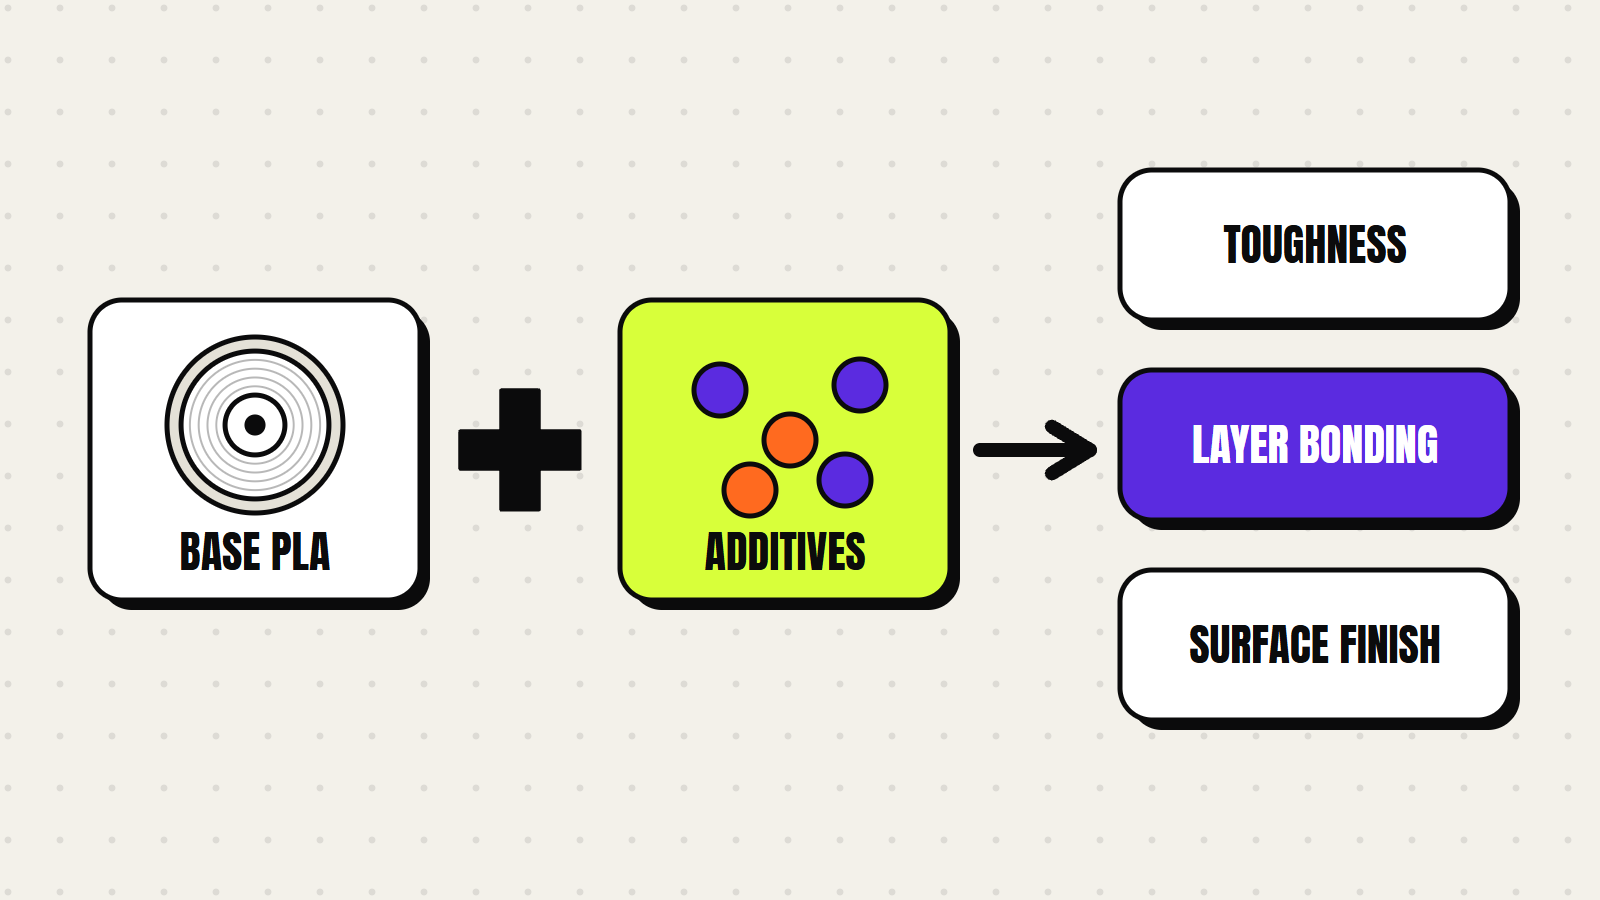 BASE PLA
ADDITIVES
TOUGHNESS
LAYER BONDING
SURFACE FINISH